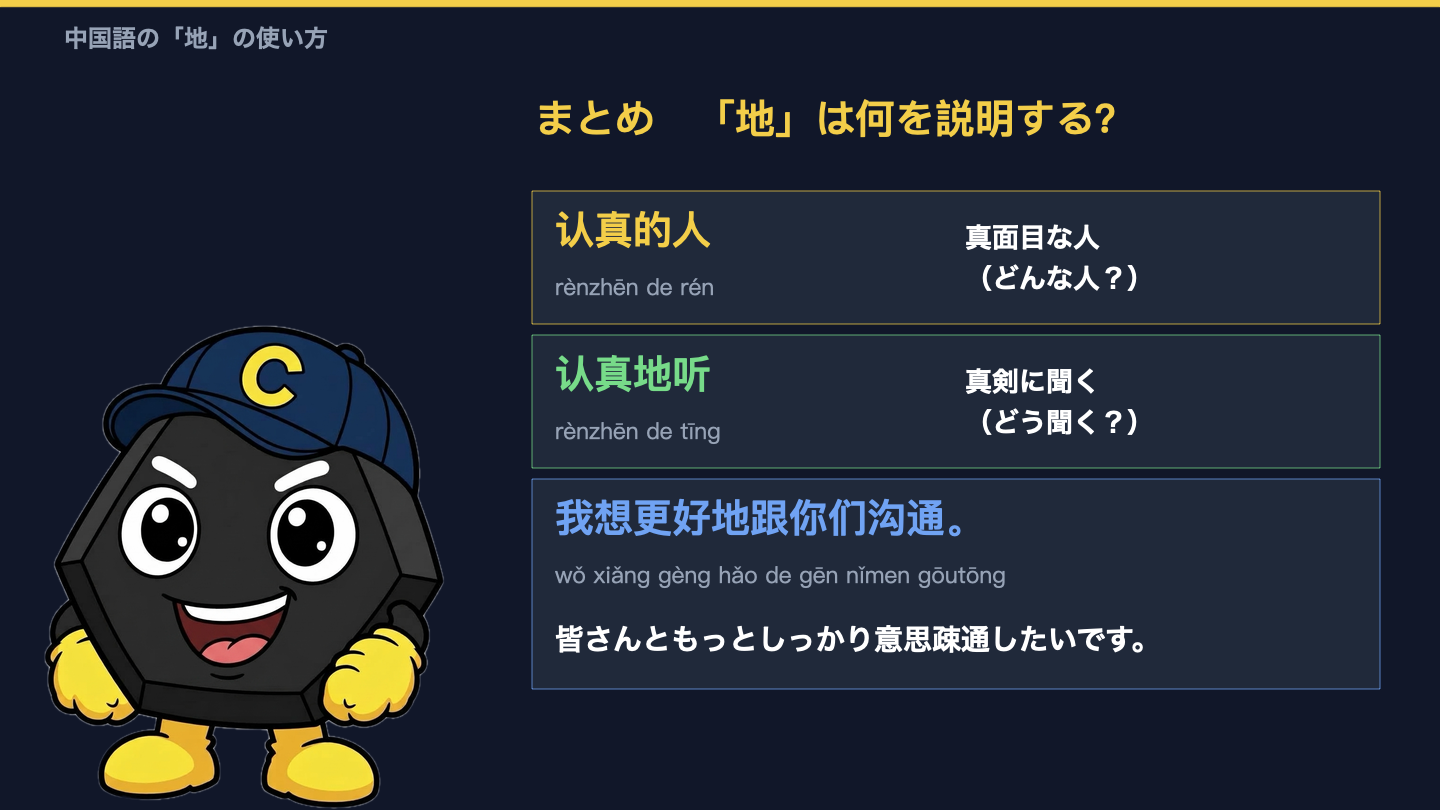 中国語の「地」の使い方
まとめ　「地」は何を説明する?
认真的人
rènzhēn de rén
真面目な人
（どんな人？）
认真地听
rènzhēn de tīng
真剣に聞く
（どう聞く？）
我想更好地跟你们沟通。
wǒ xiǎng gèng hǎo de gēn nǐmen gōutōng
皆さんともっとしっかり意思疎通したいです。
C